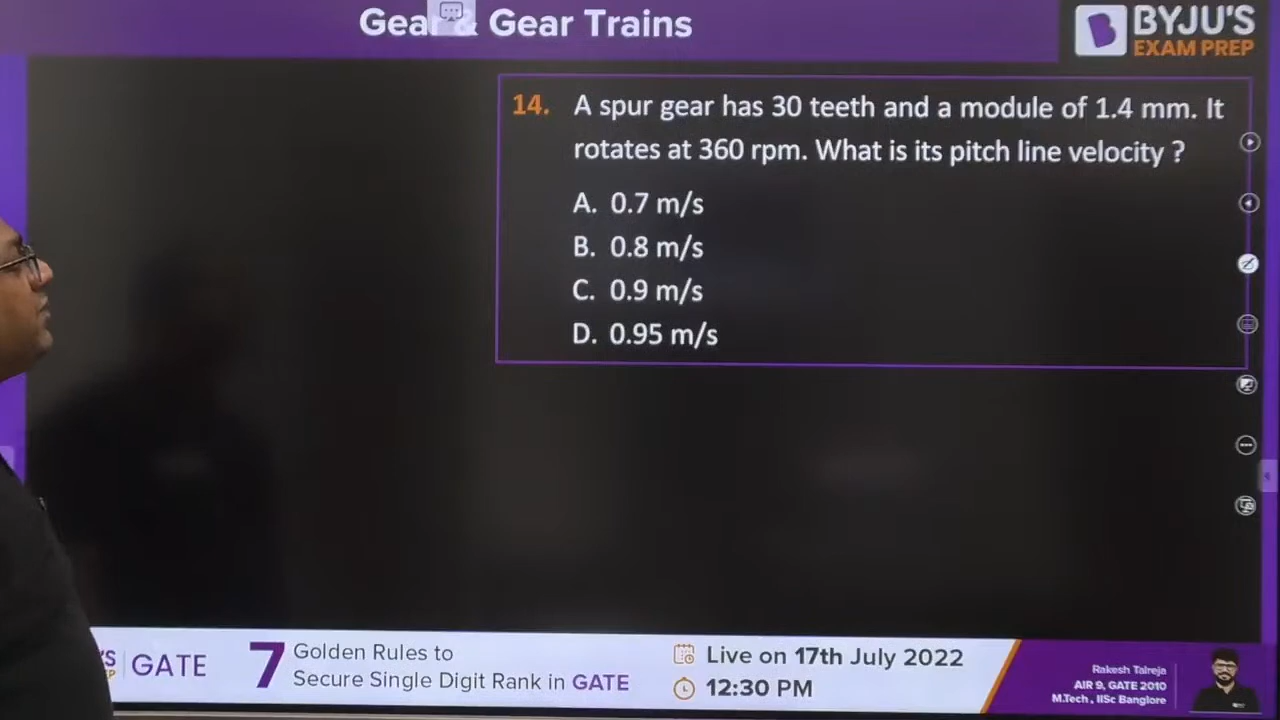 Gear & Gear Trains
BYJU'S
EXAM PREP
14. A spur gear has 30 teeth and a module of 1.4 mm. It
rotates at 360 rpm. What is its pitch line velocity ?
A. 0.7 m/s
B. 0.8 m/s
C. 0.9 m/s
D. 0.95 m/s
GATE
7 Golden Rules to
Secure Single Digit Rank in GATE
Live on 17th July 2022
12:30 PM
Rakesh Talreja
AIR 9, GATE 2010
M.Tech, IISc Banglore